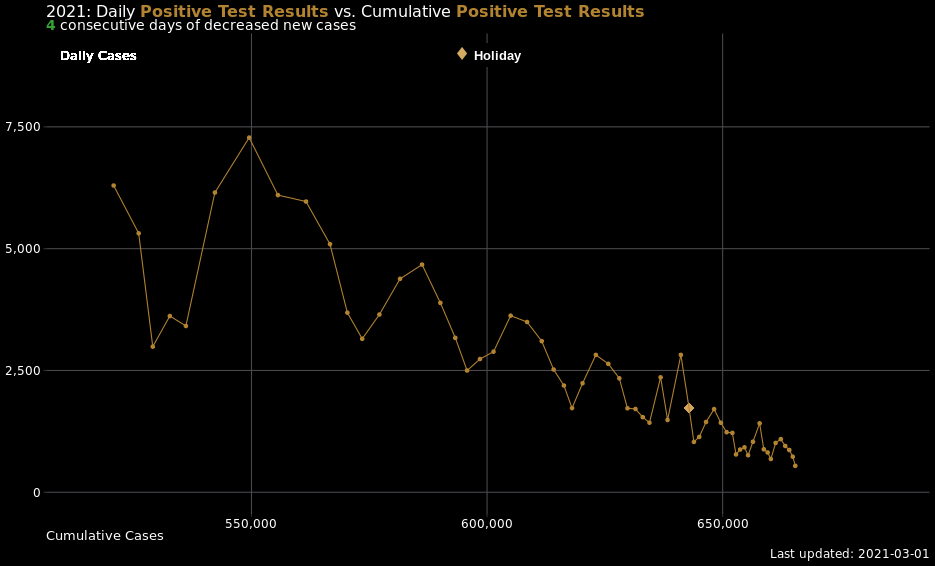 2021: Daily Positive Test Results vs. Cumulative Positive Test Results
4 consecutive days of decreased new cases
Daily Cases
Holiday
7,500
5,000
2,500
0
550,000 600,000 650,000
Cumulative Cases
Last updated: 2021-03-01